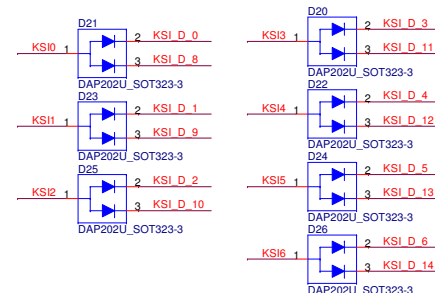 D21
KSI0 1
2 KSI_D_0
3 KSI_D_8
DAP202U_SOT323-3
D23
KSI1 1
2 KSI_D_1
3 KSI_D_9
DAP202U_SOT323-3
D25
KSI2 1
2 KSI_D_2
3 KSI_D_10
DAP202U_SOT323-3
D20
KSI3 1
2 KSI_D_3
3 KSI_D_11
DAP202U_SOT323-3
D22
KSI4 1
2 KSI_D_4
3 KSI_D_12
DAP202U_SOT323-3
D24
KSI5 1
2 KSI_D_5
3 KSI_D_13
DAP202U_SOT323-3
D26
KSI6 1
2 KSI_D_6
3 KSI_D_14
DAP202U_SOT323-3